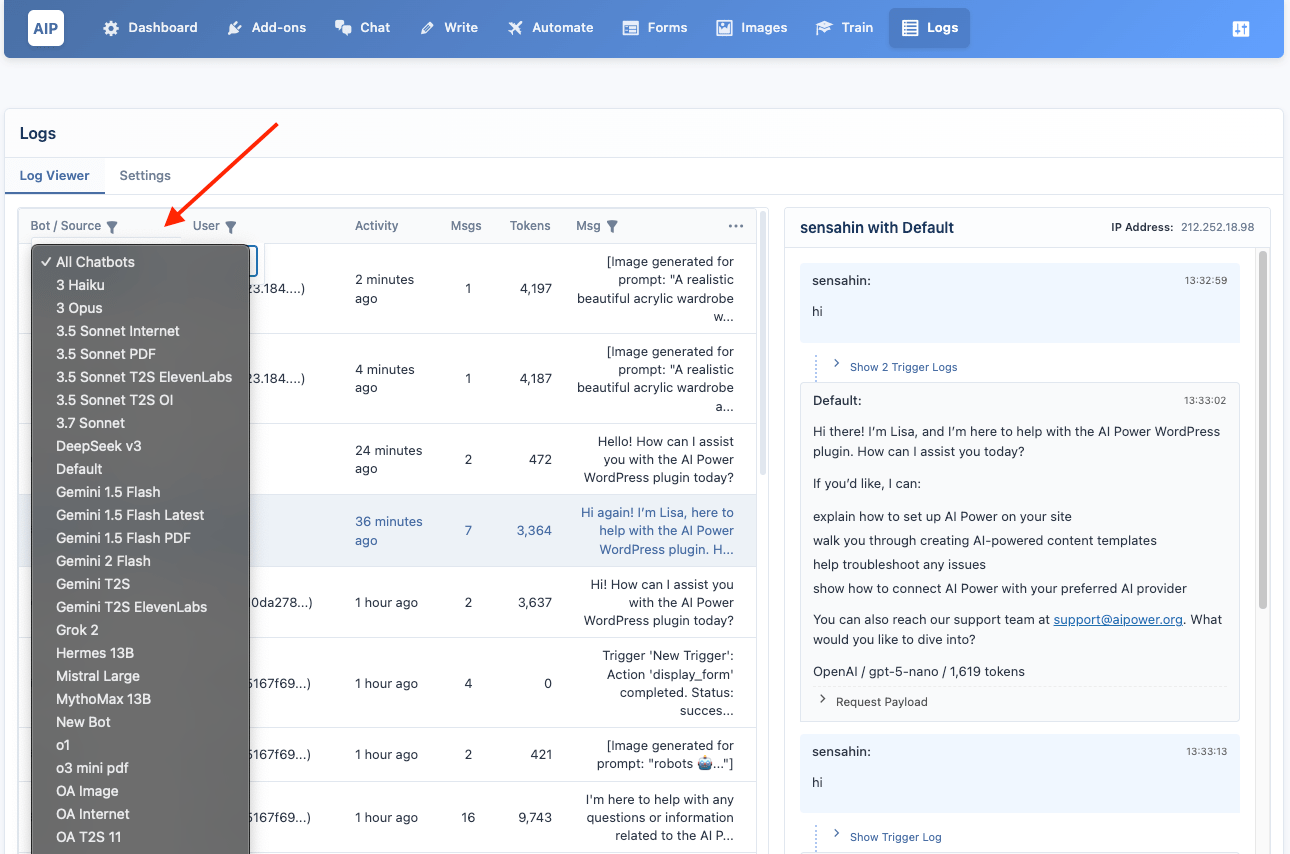 AIP
Dashboard
Add-ons
Chat
Write
Automate
Forms
Images
Train
Logs
Logs
Log Viewer
Settings
Bot / Source
User
Activity
Msgs
Tokens
Msg
All Chatbots
3 Haiku
3 Opus
3.5 Sonnet Internet
3.5 Sonnet PDF
3.5 Sonnet T2S ElevenLabs
3.5 Sonnet T2S OI
3.7 Sonnet
DeepSeek v3
Default
Gemini 1.5 Flash
Gemini 1.5 Flash Latest
Gemini 1.5 Flash PDF
Gemini 2 Flash
Gemini T2S
Gemini T2S ElevenLabs
Grok 2
Hermes 13B
Mistral Large
MythoMax 13B
New Bot
o1
o3 mini pdf
OA Image
OA Internet
OA T2S 11
23.184....)
2 minutes
ago
1
4,197
[Image generated for
prompt: "A realistic
beautiful acrylic wardrobe
w...
23.184....)
4 minutes
ago
1
4,187
[Image generated for
prompt: "A realistic
beautiful acrylic wardrobe
a...
24 minutes
ago
2
472
Hello! How can I assist
you with the AI Power
WordPress plugin today?
36 minutes
ago
7
3,364
Hi again! I'm Lisa, here to
help with the AI Power
WordPress plugin. H...
0da278...)
1 hour ago
2
3,637
Hi! How can I assist you
with the AI Power
WordPress plugin today?
5167f69...)
1 hour ago
4
0
Trigger 'New Trigger':
Action 'display_form'
completed. Status:
succes...
5167f69...)
1 hour ago
2
421
[Image generated for
prompt: "robots 🤖..."]
5167f69...)
1 hour ago
16
9,743
I'm here to help with any
questions or information
related to the AI P...
sensahin with Default
IP Address: 212.252.18.98
sensahin:
13:32:59
hi
Show 2 Trigger Logs
Default:
13:33:02
Hi there! I'm Lisa, and I'm here to help with the AI Power WordPress
plugin. How can I assist you today?
If you'd like, I can:
explain how to set up AI Power on your site
walk you through creating AI-powered content templates
help troubleshoot any issues
show how to connect AI Power with your preferred AI provider
You can also reach our support team at support@aipower.org. What
would you like to dive into?
OpenAI / gpt-5-nano / 1,619 tokens
Request Payload
sensahin:
13:33:13
hi
Show Trigger Log